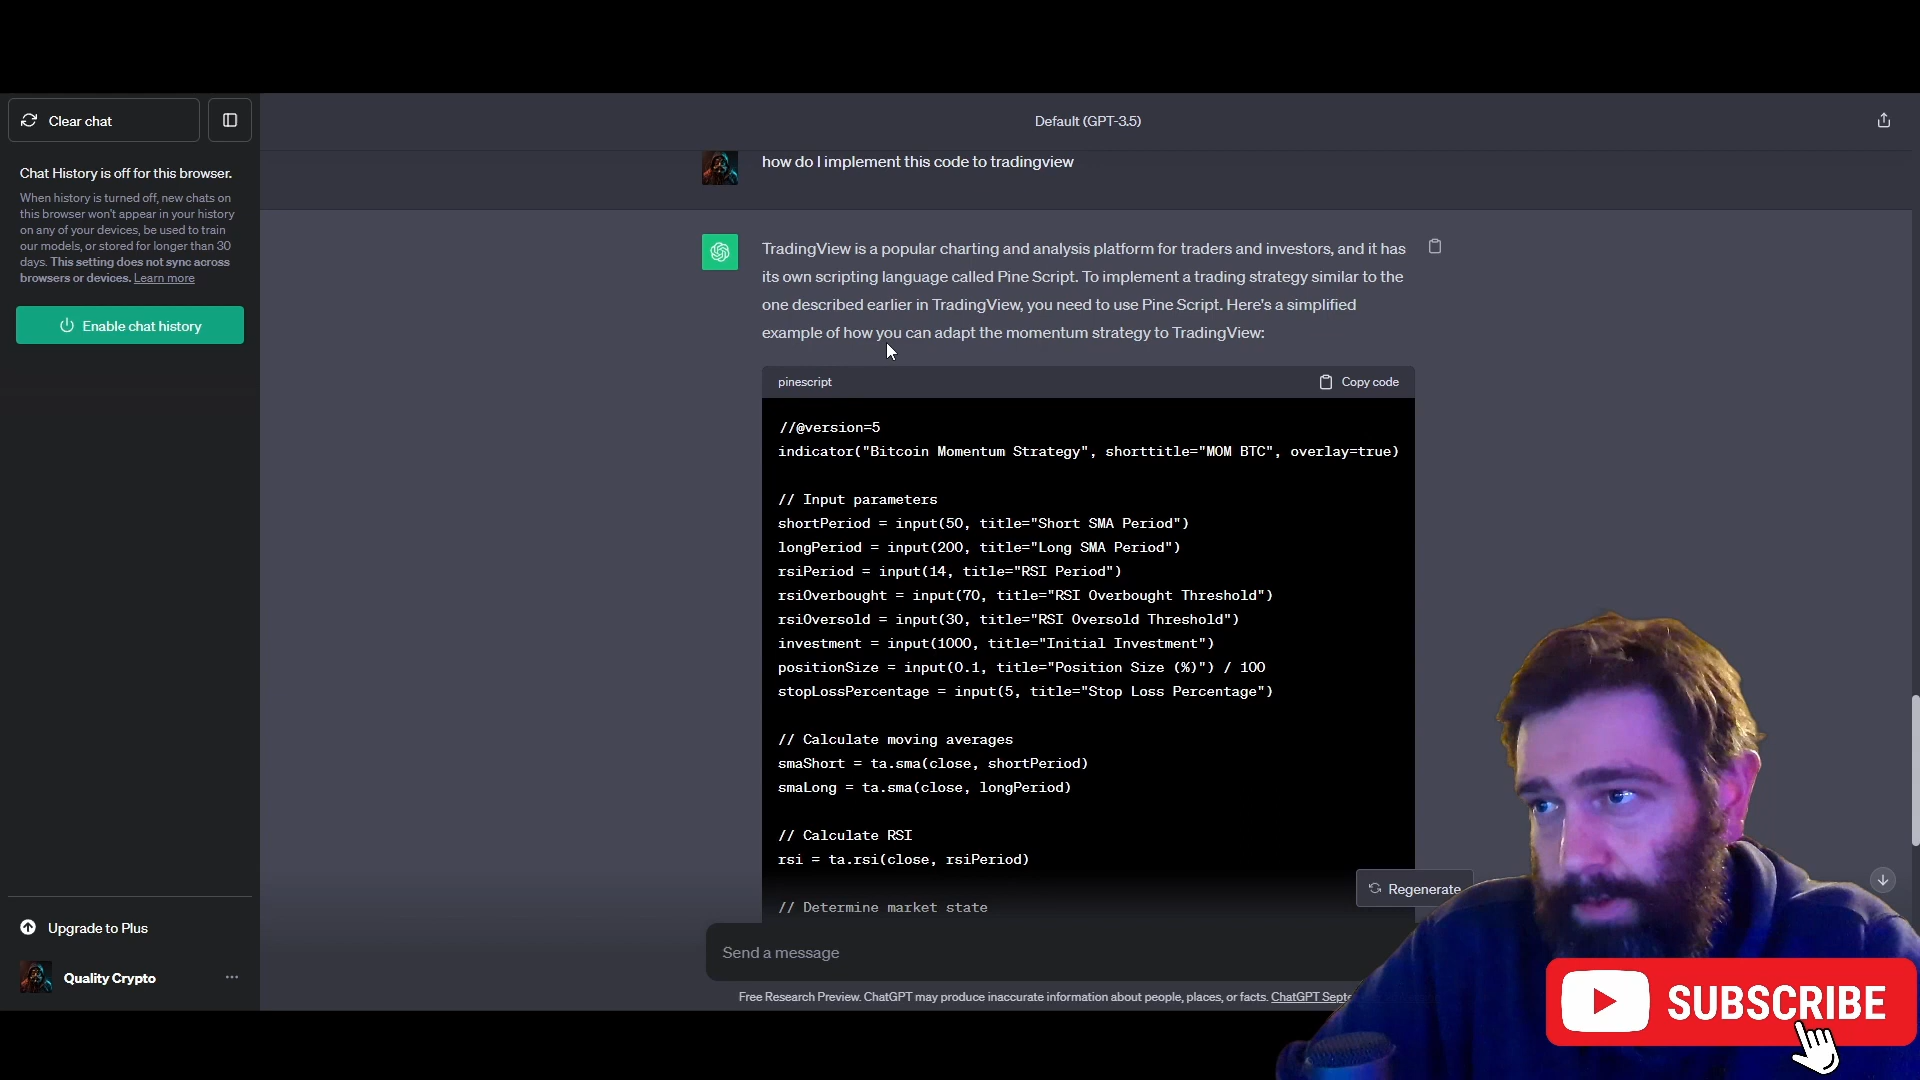 Clear chat
Default (GPT-3.5)
Chat History is off for this browser.
When history is turned off, new chats on
this browser won't appear in your history
on any of your devices, be used to train
our models, or stored for longer than 30
days. This setting does not sync across
browsers or devices. Learn more
Enable chat history
how do I implement this code to tradingview
TradingView is a popular charting and analysis platform for traders and investors, and it has
its own scripting language called Pine Script. To implement a trading strategy similar to the
one described earlier in TradingView, you need to use Pine Script. Here's a simplified
example of how you can adapt the momentum strategy to TradingView:
pinescript
Copy code
//@version=5
indicator("Bitcoin Momentum Strategy", shorttitle="MOM BTC", overlay=true)
// Input parameters
shortPeriod = input(50, title="Short SMA Period")
longPeriod = input(200, title="Long SMA Period")
rsiPeriod = input(14, title="RSI Period")
rsiOverbought = input(70, title="RSI Overbought Threshold")
rsiOversold = input(30, title="RSI Oversold Threshold")
investment = input(1000, title="Initial Investment")
positionSize = input(0.1, title="Position Size (%)") / 100
stopLossPercentage = input(5, title="Stop Loss Percentage")
// Calculate moving averages
smaShort = ta.sma(close, shortPeriod)
smaLong = ta.sma(close, longPeriod)
// Calculate RSI
rsi = ta.rsi(close, rsiPeriod)
// Determine market state
Regenerate
Upgrade to Plus
Quality Crypto
Send a message
Free Research Preview. ChatGPT may produce inaccurate information about people, places, or facts. ChatGPT Sept
SUBSCRIBE